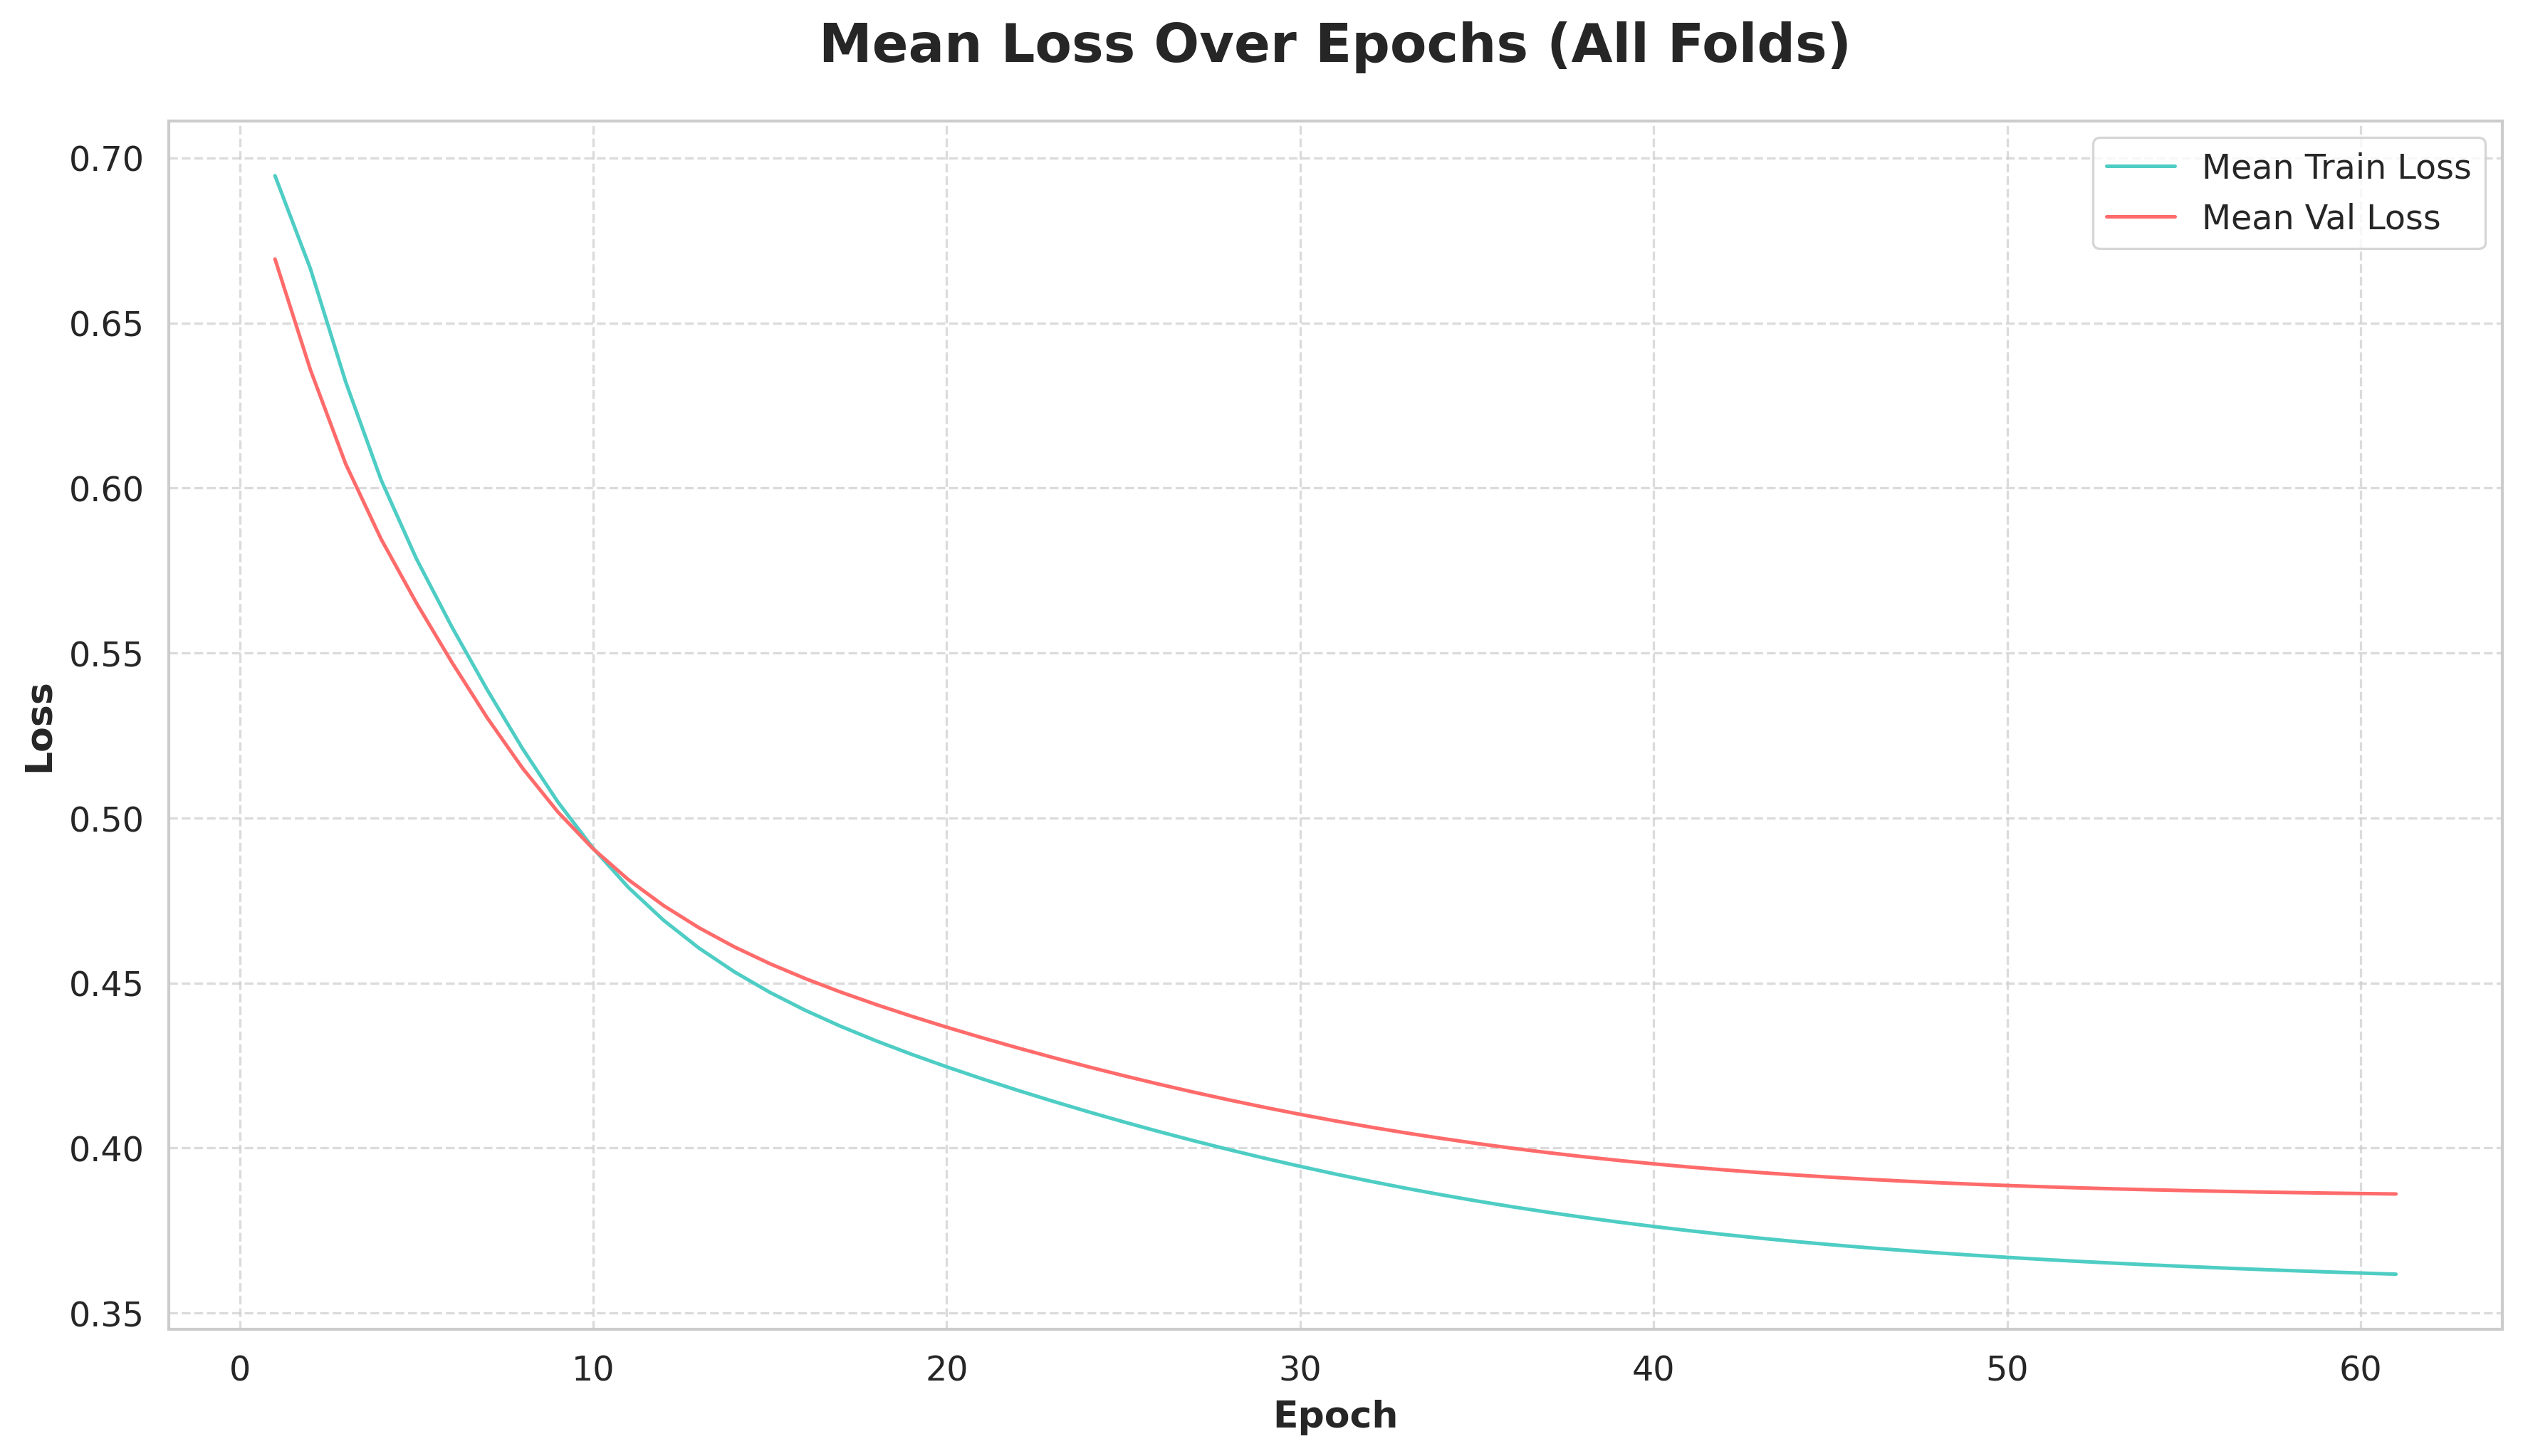 Mean Loss Over Epochs (All Folds)
Mean Train Loss
Mean Val Loss
0.70
0.65
0.60
0.55
0.50
0.45
0.40
0.35
Loss
0 10 20 30 40 50 60
Epoch